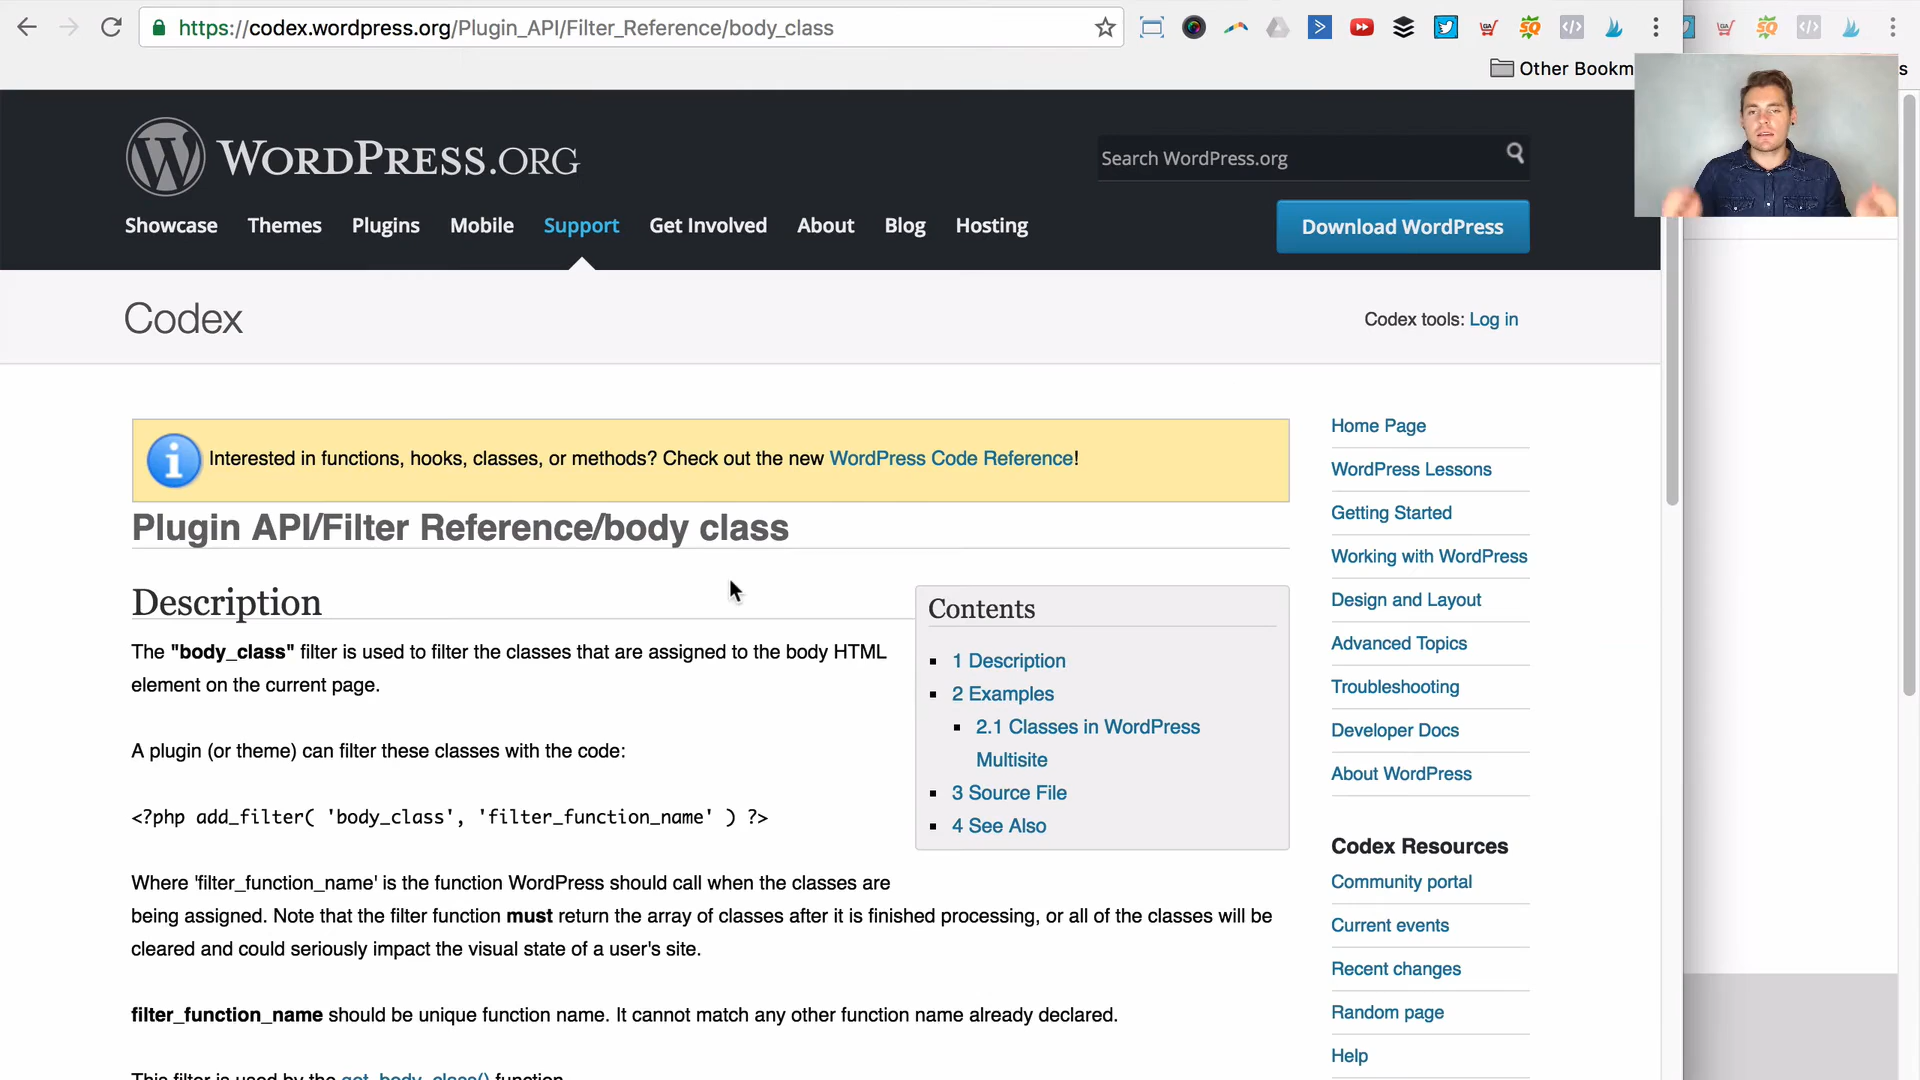 https://codex.wordpress.org/Plugin_API/Filter_Reference/body_class
Other Bookm
s
WORDPRESS.ORG
Search WordPress.org
Showcase Themes Plugins Mobile Support Get Involved About Blog Hosting
Download WordPress
Codex
Codex tools: Log in
Interested in functions, hooks, classes, or methods? Check out the new WordPress Code Reference!
Plugin API/Filter Reference/body class
Description
The "body_class" filter is used to filter the classes that are assigned to the body HTML
element on the current page.
A plugin (or theme) can filter these classes with the code:
<?php add_filter( 'body_class', 'filter_function_name' ) ?>
Where 'filter_function_name' is the function WordPress should call when the classes are
being assigned. Note that the filter function must return the array of classes after it is finished processing, or all of the classes will be
cleared and could seriously impact the visual state of a user's site.
filter_function_name should be unique function name. It cannot match any other function name already declared.
This filter is used by the get_body_class() function.
Contents
1 Description
2 Examples
2.1 Classes in WordPress
Multisite
3 Source File
4 See Also
Home Page
WordPress Lessons
Getting Started
Working with WordPress
Design and Layout
Advanced Topics
Troubleshooting
Developer Docs
About WordPress
Codex Resources
Community portal
Current events
Recent changes
Random page
Help